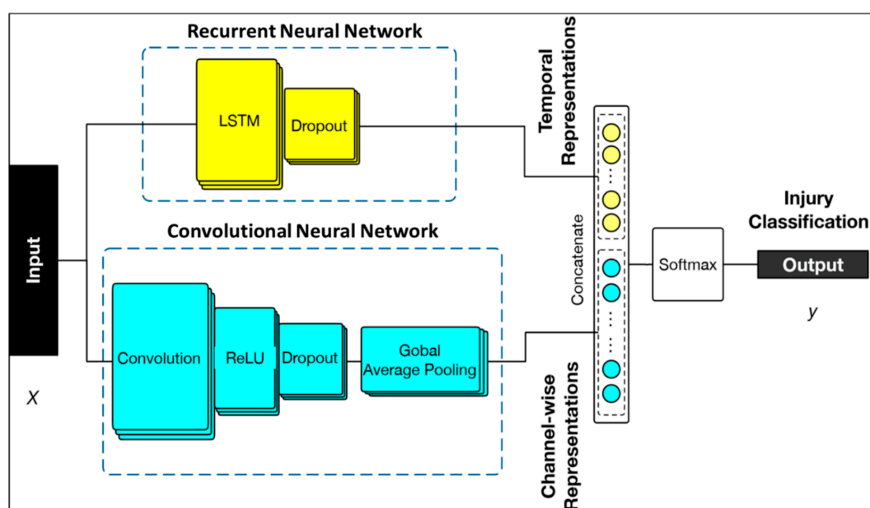 Recurrent Neural Network
LSTM
Dropout
Temporal
Representations
Input
X
Convolutional Neural Network
Convolution
ReLU
Dropout
Gobal
Average Pooling
Channel-wise
Representations
Concatenate
Softmax
Injury
Classification
Output
y